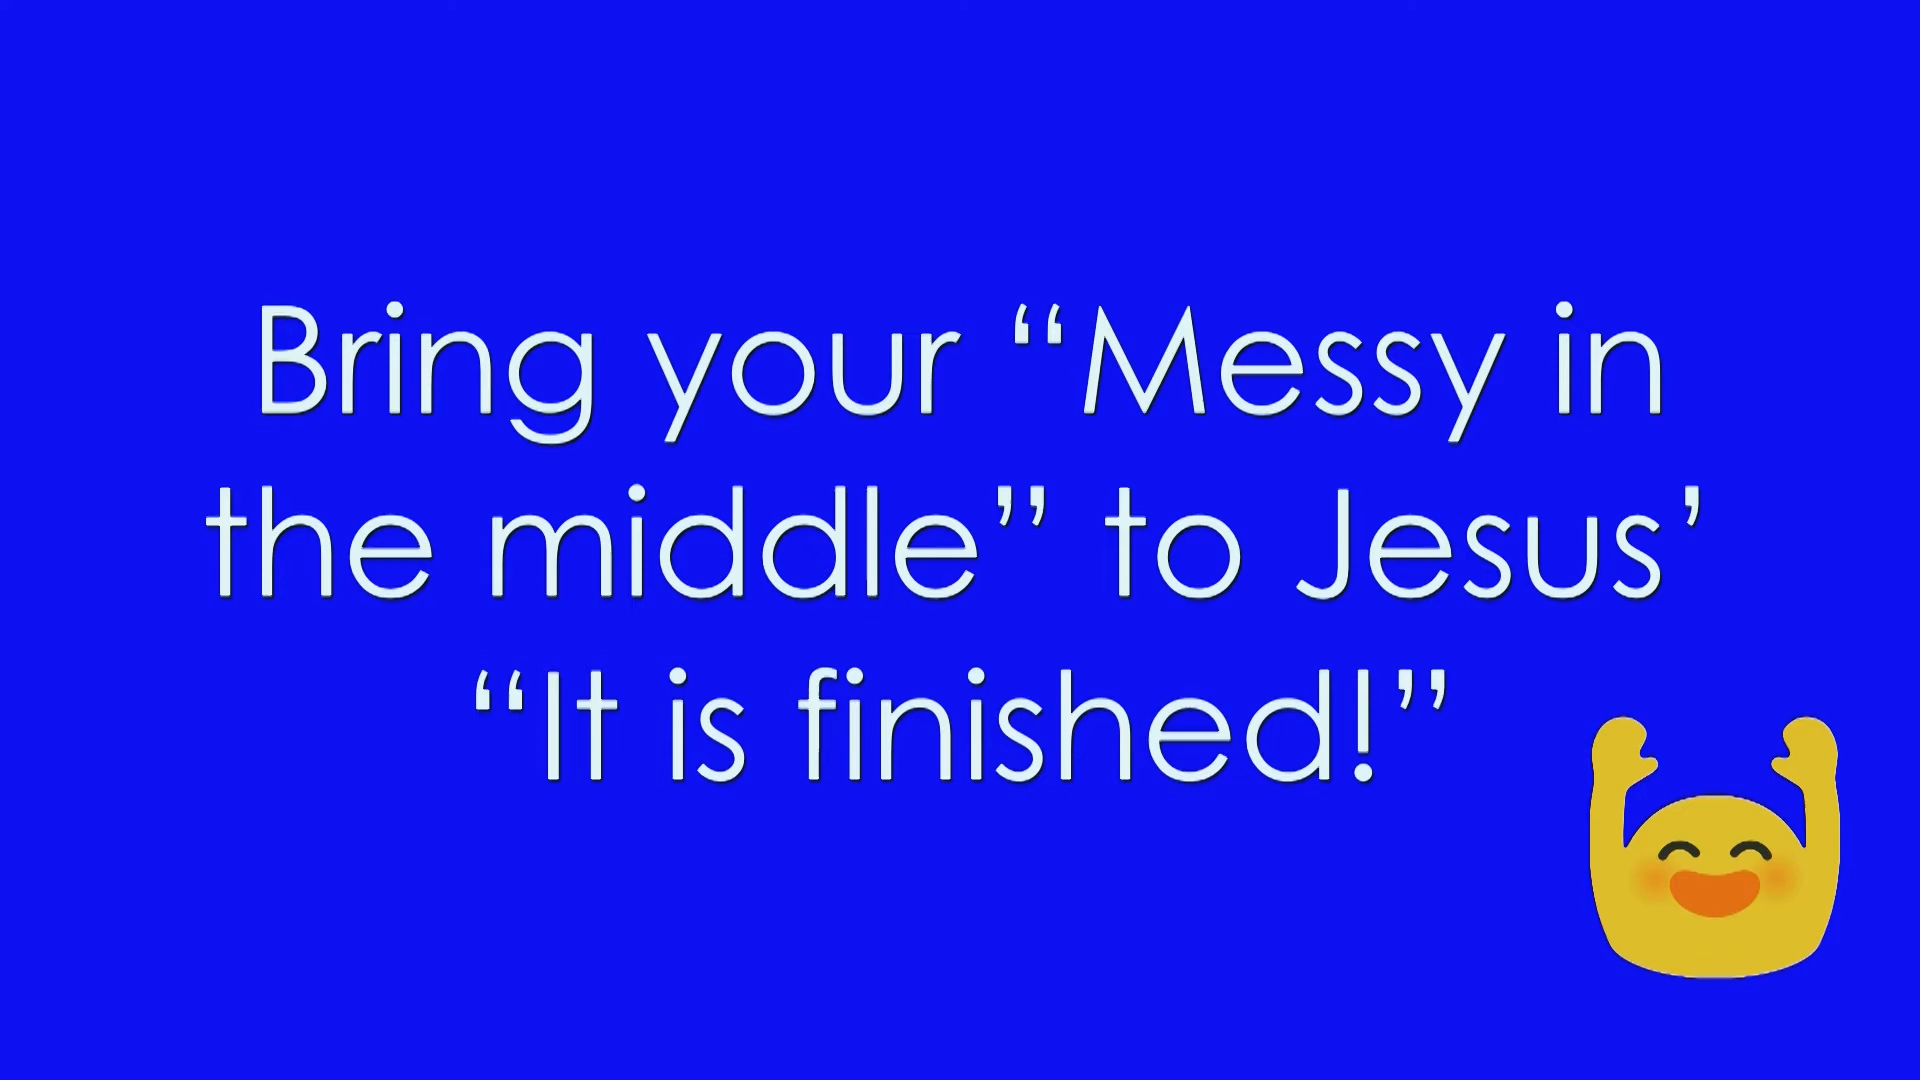 Bring your “Messy in
the middle” to Jesus’
“It is finished!”